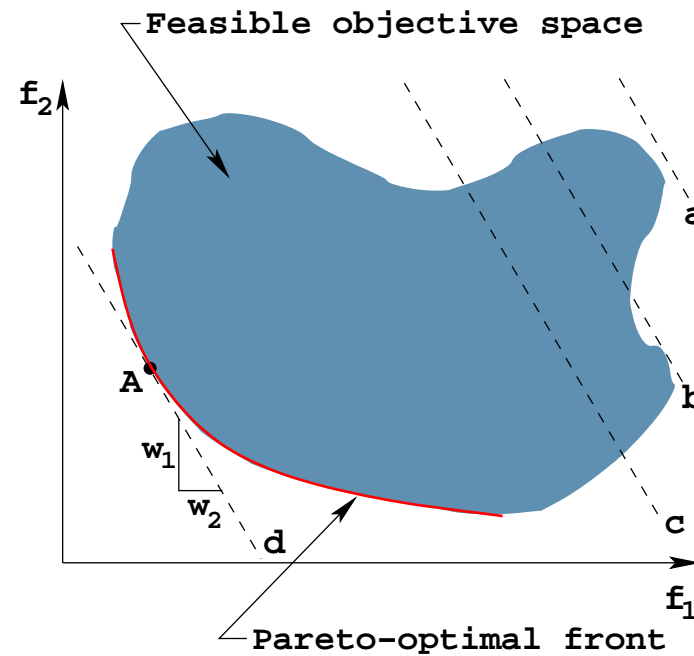 Feasible objective space
f2
a
A
b
w1
w2
c
d
f1
Pareto-optimal front